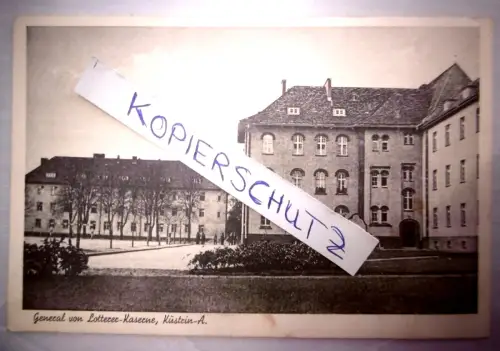 KOPIERSCHUTZ
General von Lotterer-Kaserne, Küstrin-A.